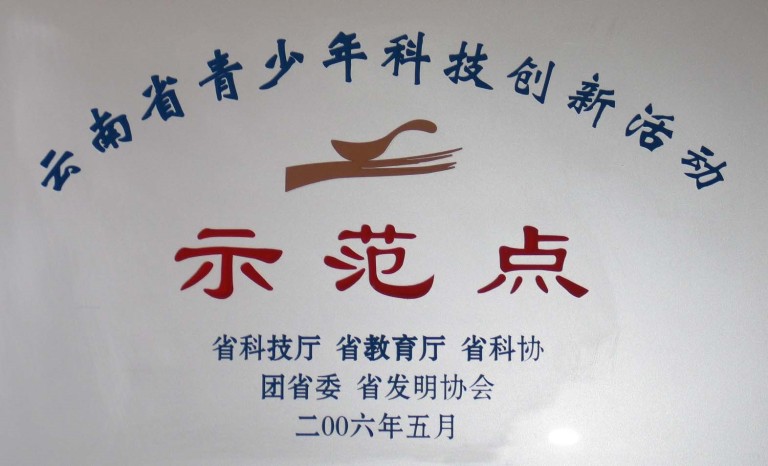 云南省青少年科技创新活动
示范点
省科技厅 省教育厅 省科协
团省委 省发明协会
二00六年五月